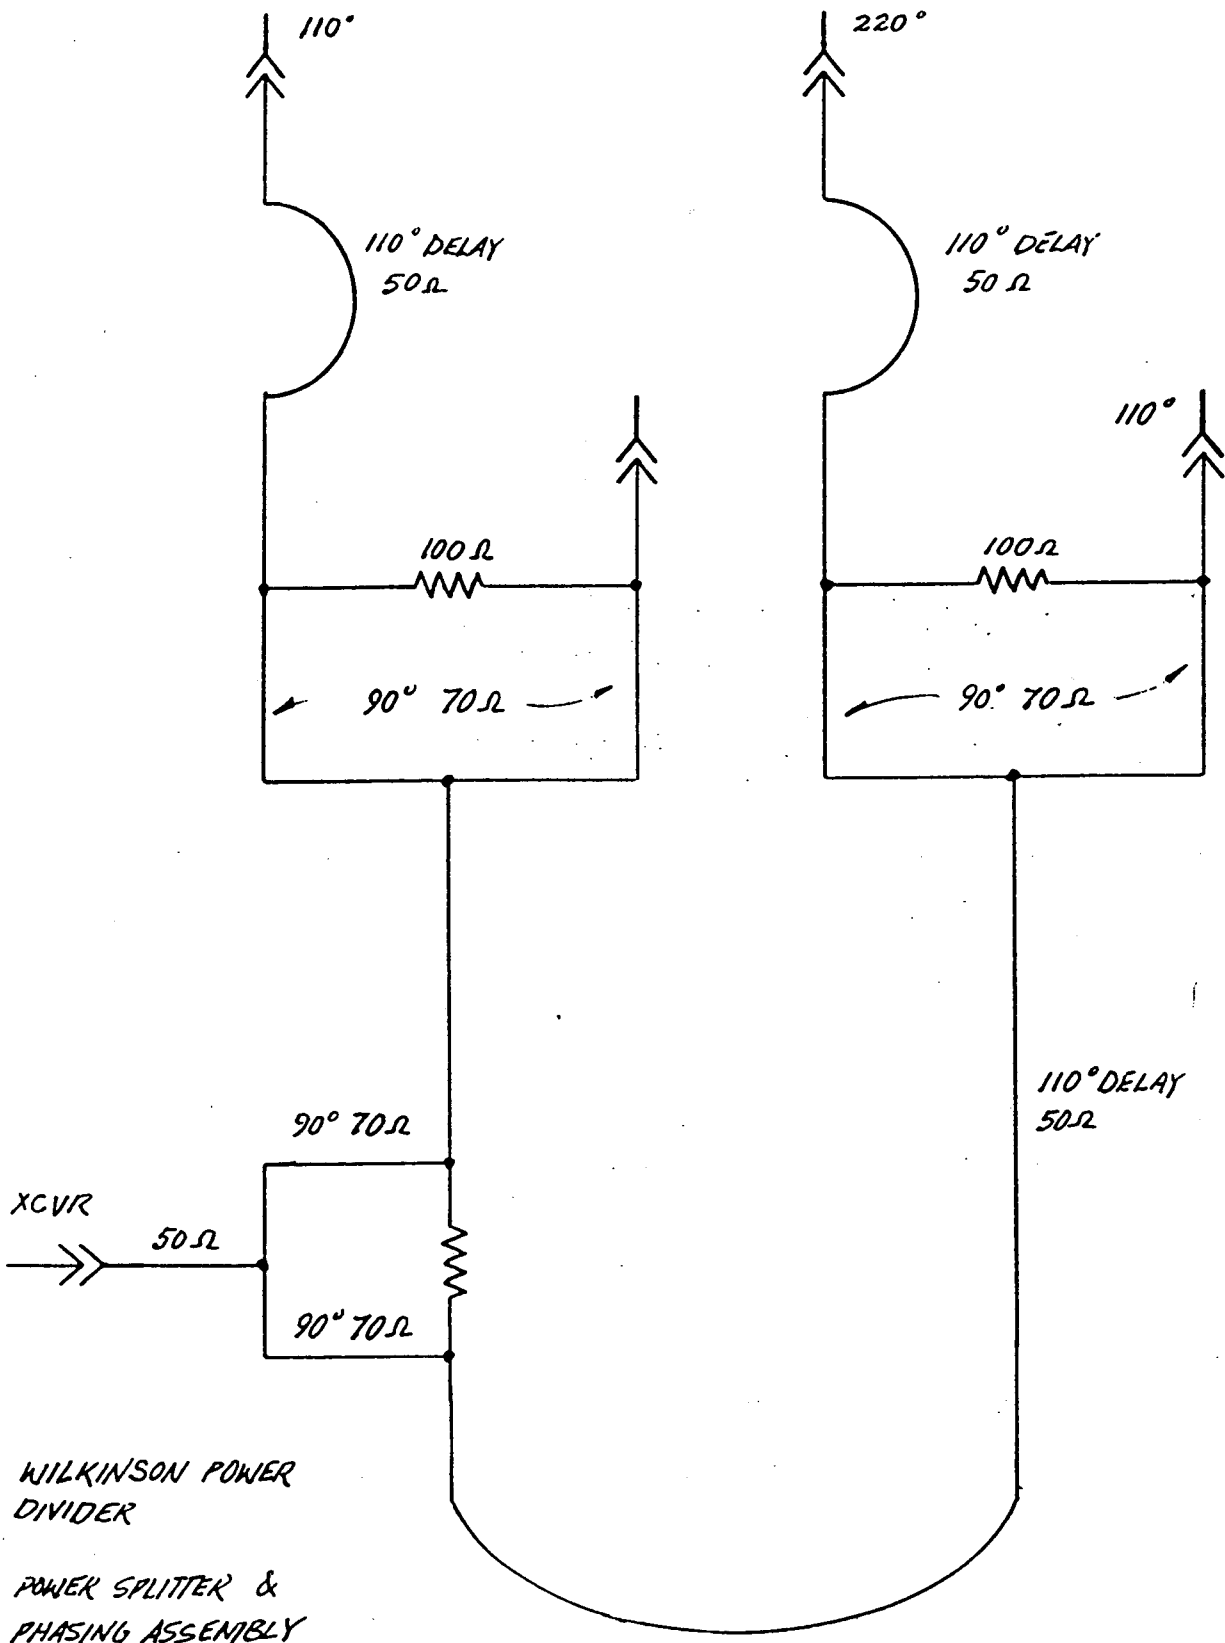 110°
220°
110° DELAY
50Ω
110° DELAY
50Ω
110°
100Ω
100Ω
90° 70Ω
90° 70Ω
110° DELAY
50Ω
90° 70Ω
XCVR
50Ω
90° 70Ω
WILKINSON POWER
DIVIDER
POWER SPLITTER &
PHASING ASSEMBLY